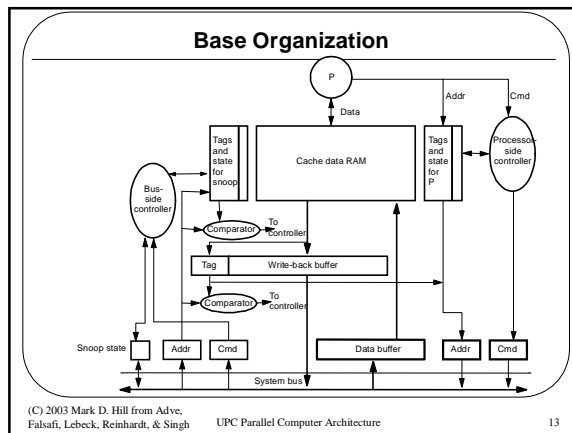 Base Organization
P
Addr
Cmd
Data
Tags
and
state
for
snoop
Cache data RAM
Tags
and
state
for
P
Processor-
side
controller
Bus-
side
controller
Comparator
To
controller
Tag
Write-back buffer
Comparator
To
controller
Snoop state
Addr
Cmd
Data buffer
Addr
Cmd
System bus
(C) 2003 Mark D. Hill from Adve,
Falsafi, Lebeck, Reinhardt, & Singh
UPC Parallel Computer Architecture
13